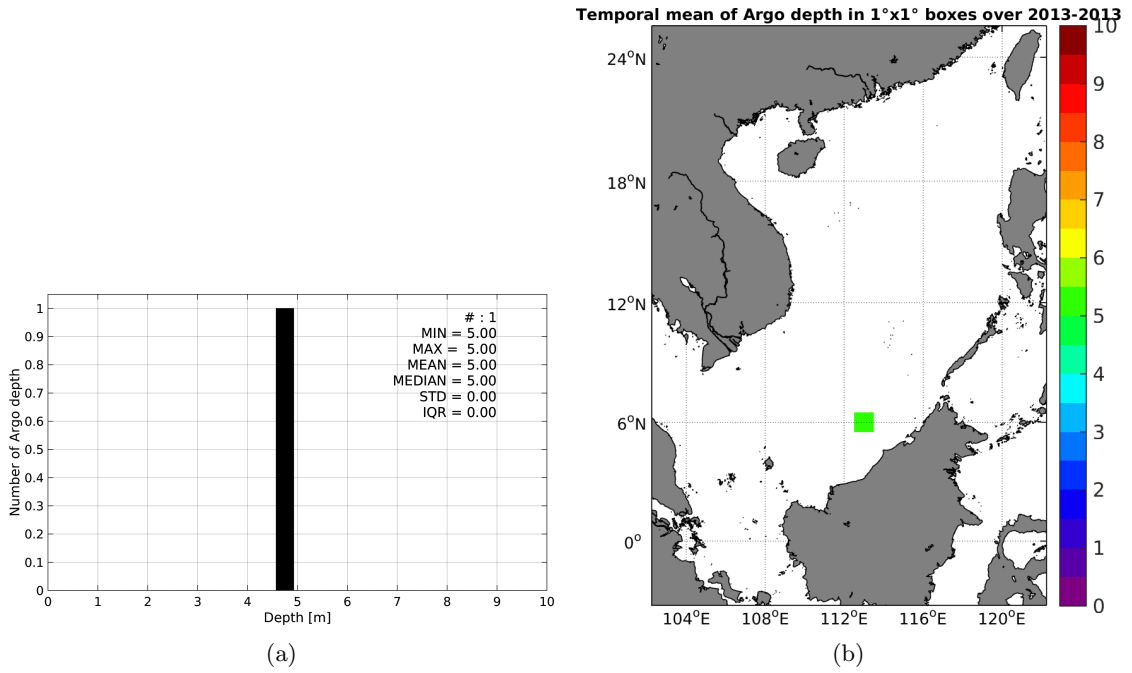 Temporal mean of Argo depth in 1°x1° boxes over 2013-2013
1
0.9
0.8
0.7
0.6
0.5
0.4
0.3
0.2
0.1
0
Number of Argo depth
# : 1
MIN = 5.00
MAX = 5.00
MEAN = 5.00
MEDIAN = 5.00
STD = 0.00
IQR = 0.00
0 1 2 3 4 5 6 7 8 9 10
Depth [m]
(a)
24°N
18°N
12°N
6°N
0°
104°E 108°E 112°E 116°E 120°E
10
9
8
7
6
5
4
3
2
1
0
(b)